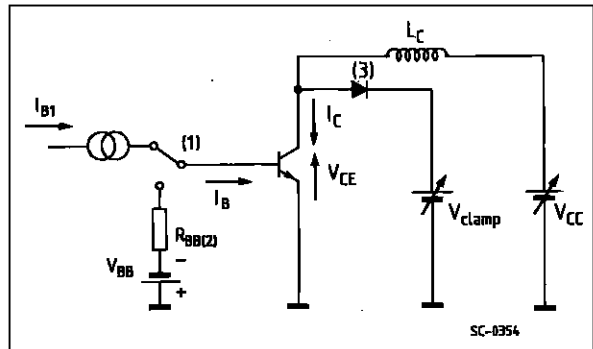 L_C
(3)
I_B1
(1)
I_C
I_B
V_CE
V_clamp
V_CC
R_BB(2)
V_BB
−
+
SC-0354